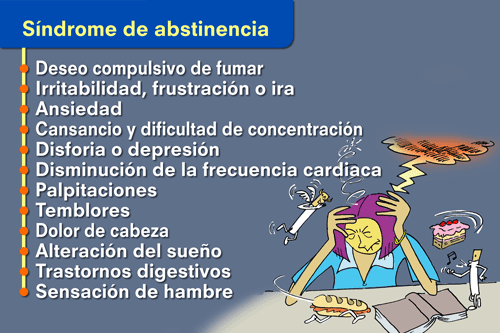 Síndrome de abstinencia
Deseo compulsivo de fumar
Irritabilidad, frustración o ira
Ansiedad
Cansancio y dificultad de concentración
Disforia o depresión
Disminución de la frecuencia cardiaca
Palpitaciones
Temblores
Dolor de cabeza
Alteración del sueño
Trastornos digestivos
Sensación de hambre